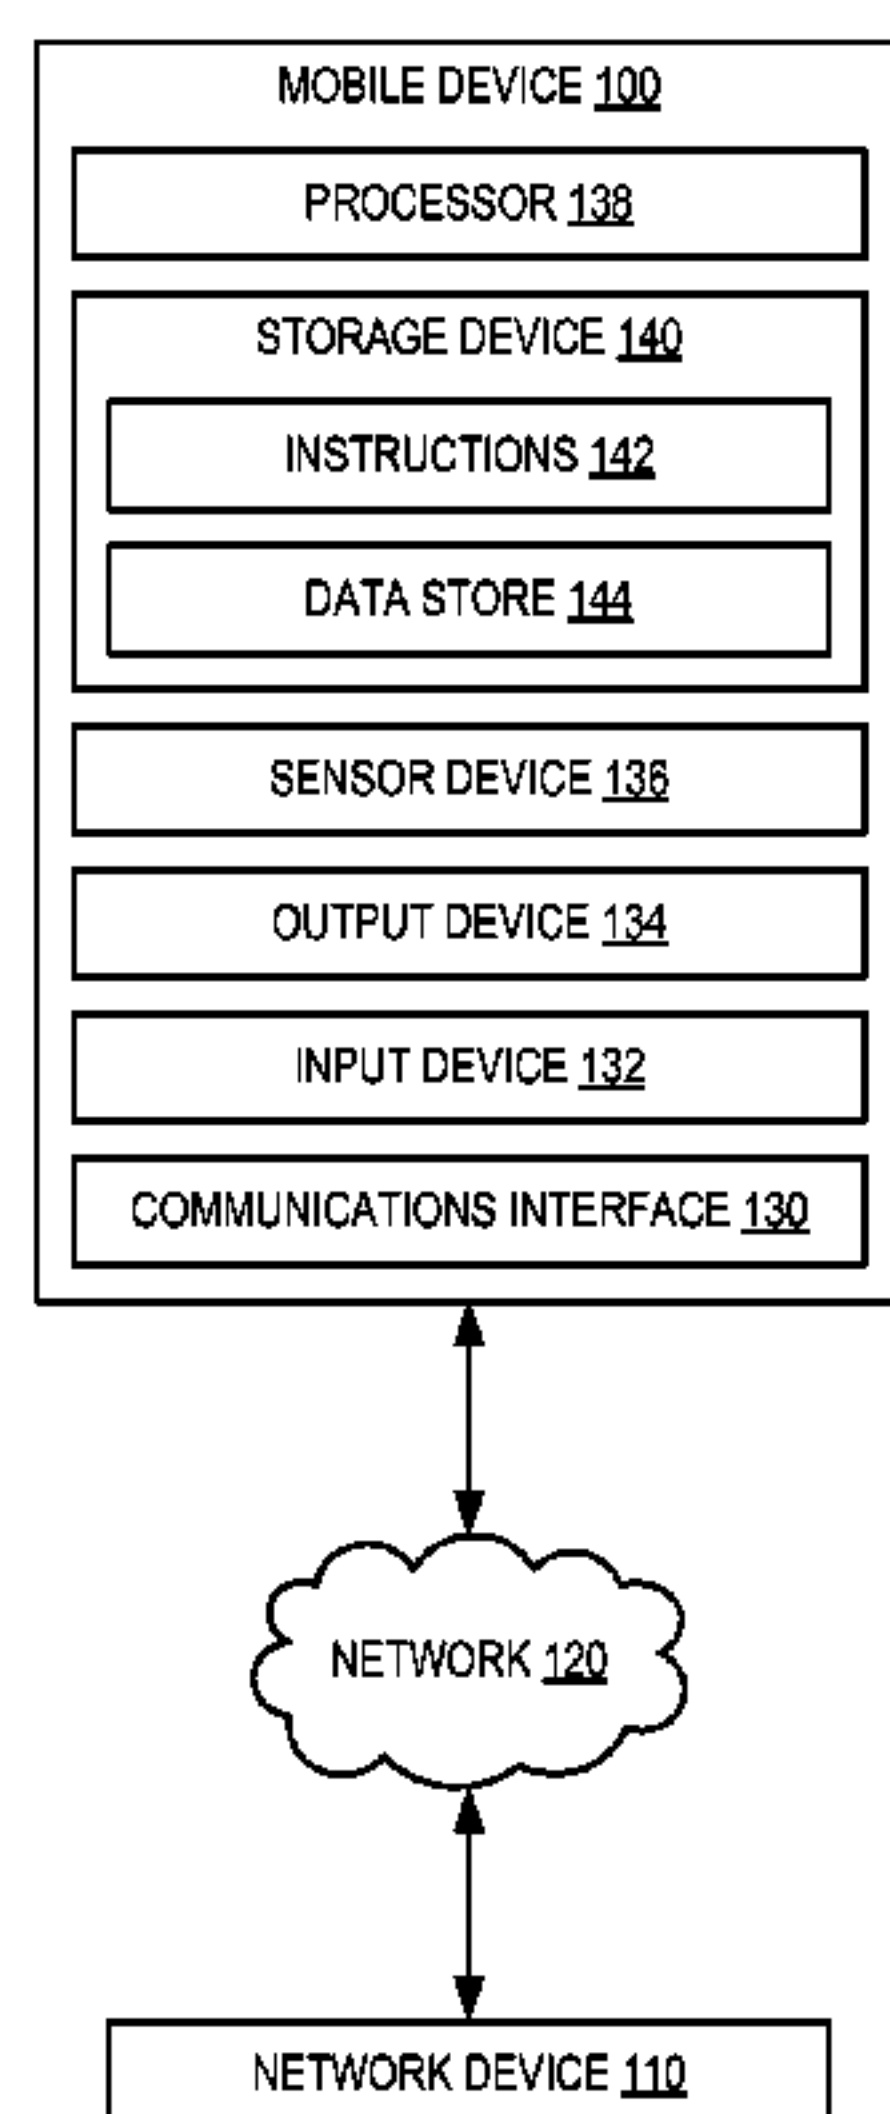 MOBILE DEVICE 100
PROCESSOR 138
STORAGE DEVICE 140
INSTRUCTIONS 142
DATA STORE 144
SENSOR DEVICE 136
OUTPUT DEVICE 134
INPUT DEVICE 132
COMMUNICATIONS INTERFACE 130
NETWORK 120
NETWORK DEVICE 110